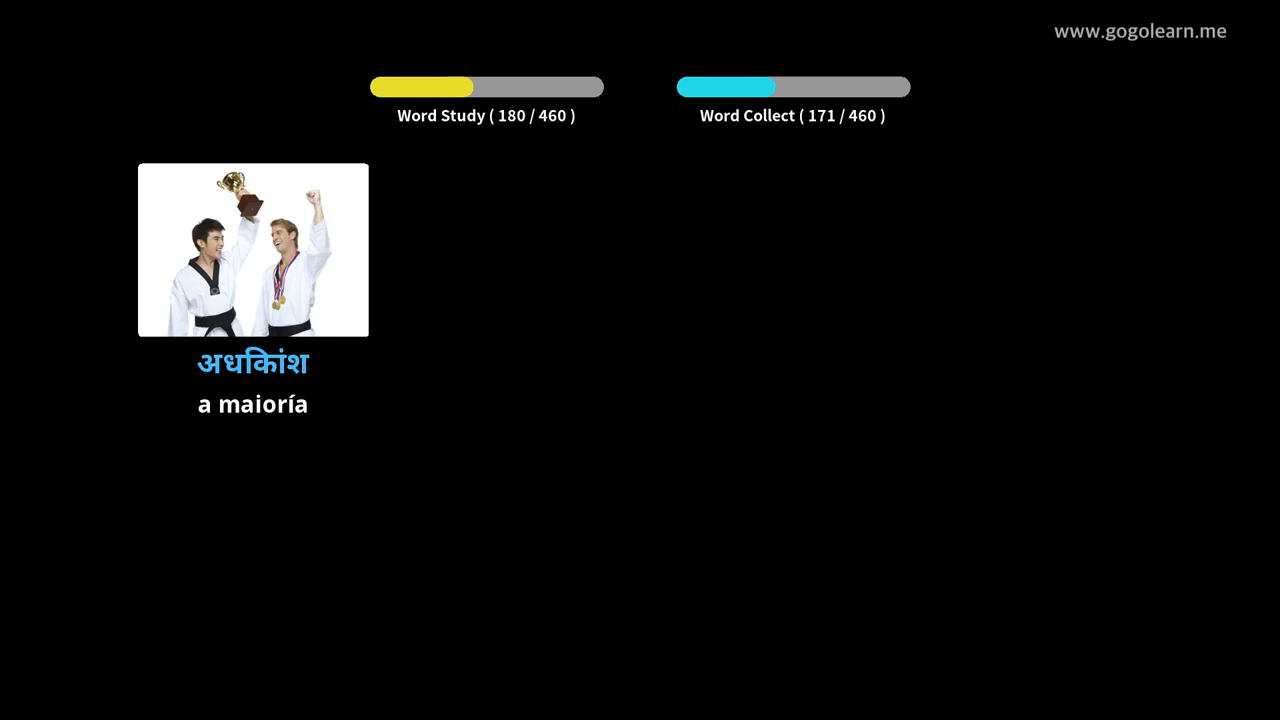 www.gogolearn.me
Word Study ( 180 / 460 )
Word Collect ( 171 / 460 )
अधिकांश
a maioría